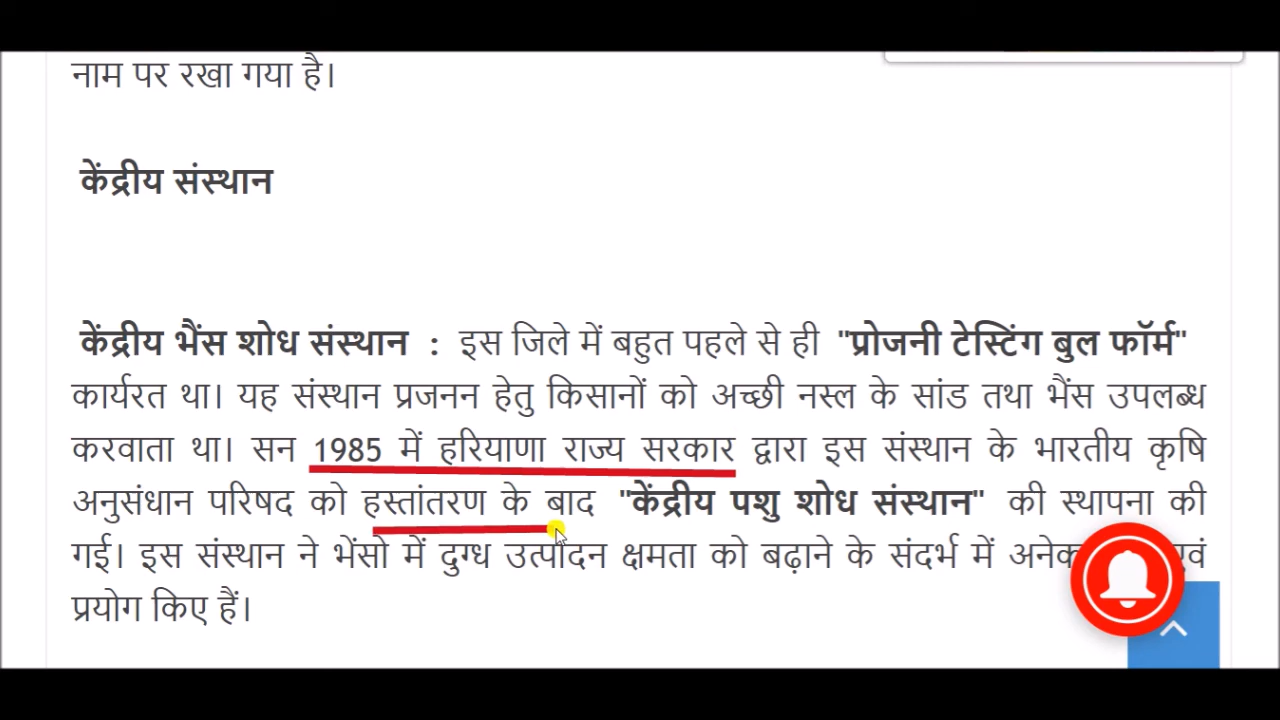 नाम पर रखा गया है।
केंद्रीय संस्थान
केंद्रीय भैंस शोध संस्थान : इस जिले में बहुत पहले से ही "प्रोजनी टेस्टिंग बुल फॉर्म"
कार्यरत था। यह संस्थान प्रजनन हेतु किसानों को अच्छी नस्ल के सांड तथा भैंस उपलब्ध
करवाता था। सन 1985 में हरियाणा राज्य सरकार द्वारा इस संस्थान के भारतीय कृषि
अनुसंधान परिषद को हस्तांतरण के बाद "केंद्रीय पशु शोध संस्थान" की स्थापना की
गई। इस संस्थान ने भेंसो में दुग्ध उत्पादन क्षमता को बढ़ाने के संदर्भ में अनेक एवं
प्रयोग किए हैं।